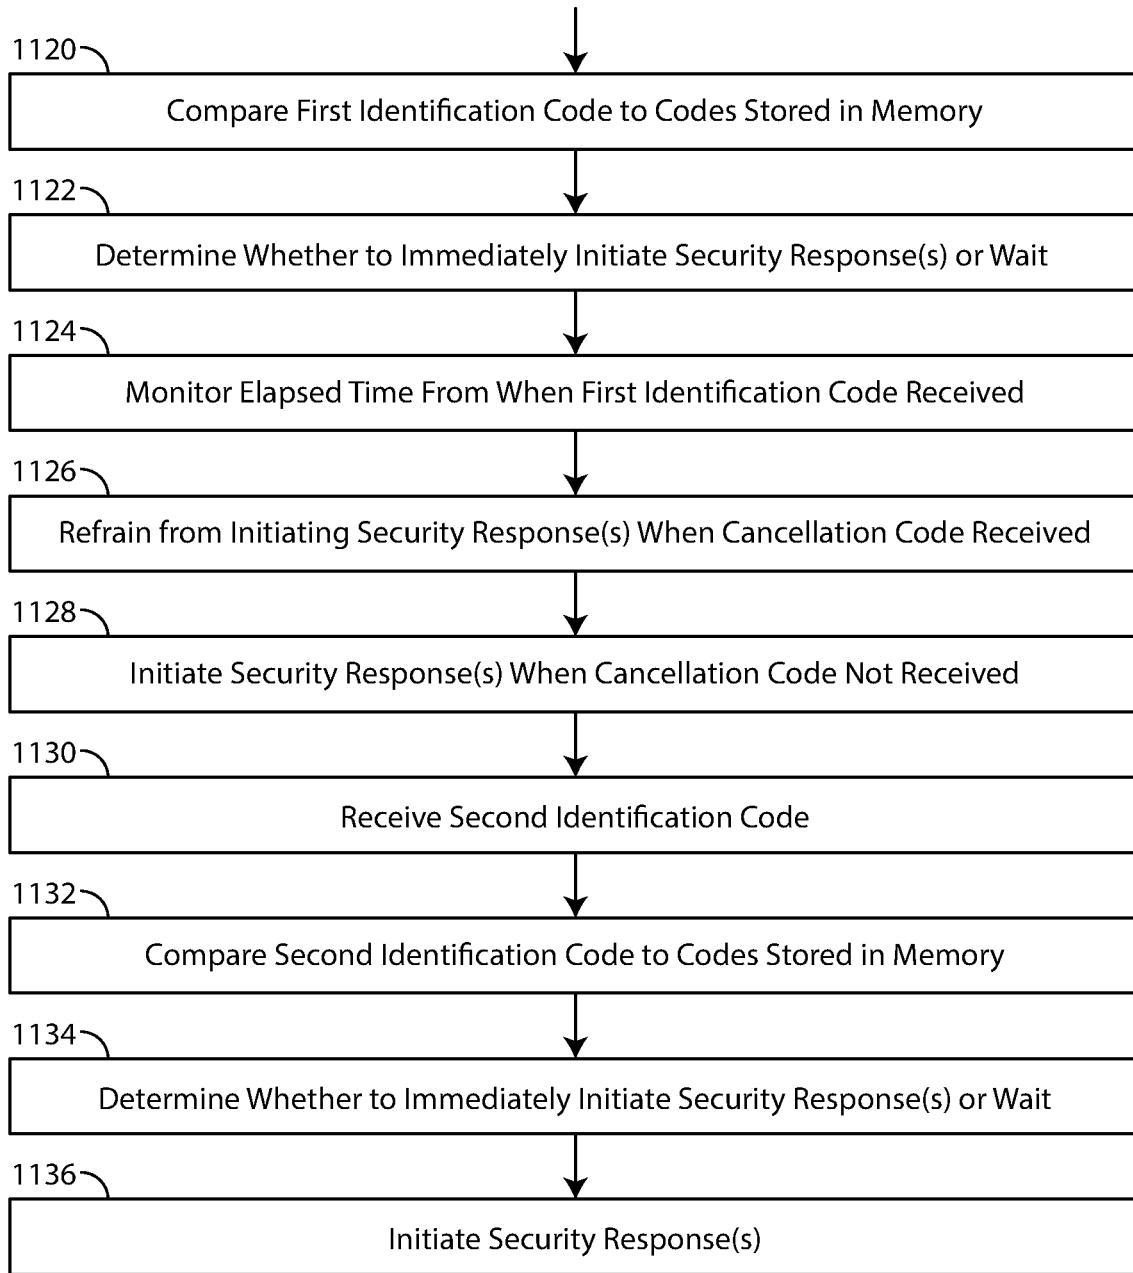 1120
Compare First Identification Code to Codes Stored in Memory
1122
Determine Whether to Immediately Initiate Security Response(s) or Wait
1124
Monitor Elapsed Time From When First Identification Code Received
1126
Refrain from Initiating Security Response(s) When Cancellation Code Received
1128
Initiate Security Response(s) When Cancellation Code Not Received
1130
Receive Second Identification Code
1132
Compare Second Identification Code to Codes Stored in Memory
1134
Determine Whether to Immediately Initiate Security Response(s) or Wait
1136
Initiate Security Response(s)